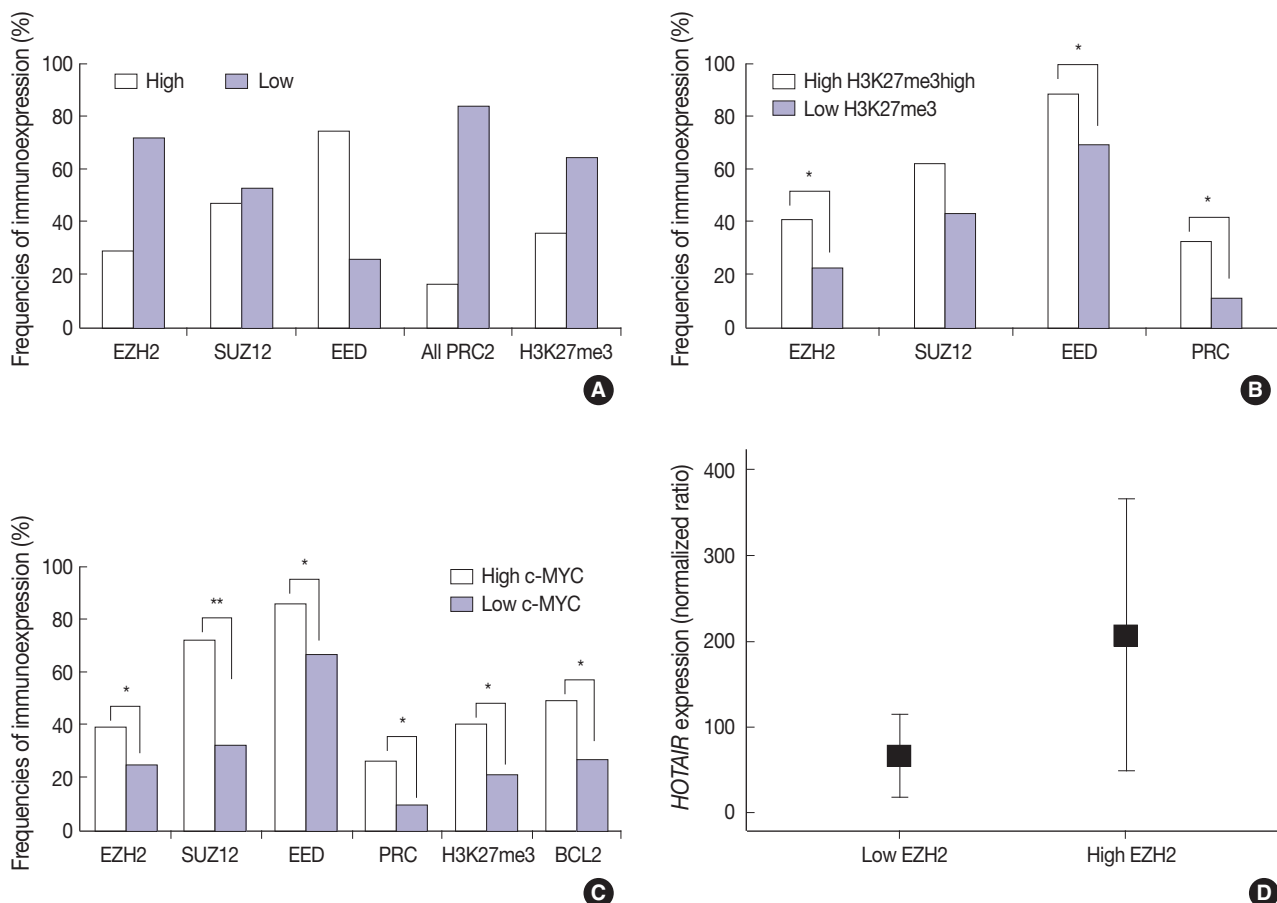 Frequencies of immunoexpression (%)
100
80
60
40
20
0
High
Low
EZH2
SUZ12
EED
All PRC2
H3K27me3
A
Frequencies of immunoexpression (%)
100
80
60
40
20
0
High H3K27me3high
Low H3K27me3
*
*
*
EZH2
SUZ12
EED
PRC
B
Frequencies of immunoexpression (%)
100
80
60
40
20
0
High c-MYC
Low c-MYC
*
**
*
*
*
*
EZH2
SUZ12
EED
PRC
H3K27me3
BCL2
C
HOTAIR expression (normalized ratio)
400
300
200
100
0
Low EZH2
High EZH2
D